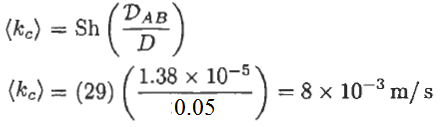 ⟨k_c⟩ = Sh (𝒟_AB / D)
⟨k_c⟩ = (29) (1.38 × 10⁻⁵ / 0.05) = 8 × 10⁻³ m/s